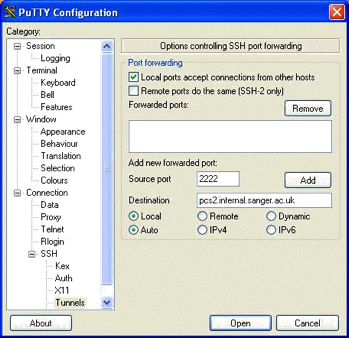 PuTTY Configuration
Category:
Session
Logging
Terminal
Keyboard
Bell
Features
Window
Appearance
Behaviour
Translation
Selection
Colours
Connection
Data
Proxy
Telnet
Rlogin
SSH
Kex
Auth
X11
Tunnels
Options controlling SSH port forwarding
Port forwarding
Local ports accept connections from other hosts
Remote ports do the same (SSH-2 only)
Forwarded ports:
Remove
Add new forwarded port:
Source port 2222 Add
Destination pcs2.internal.sanger.ac.uk
Local Remote Dynamic
Auto IPv4 IPv6
About Open Cancel